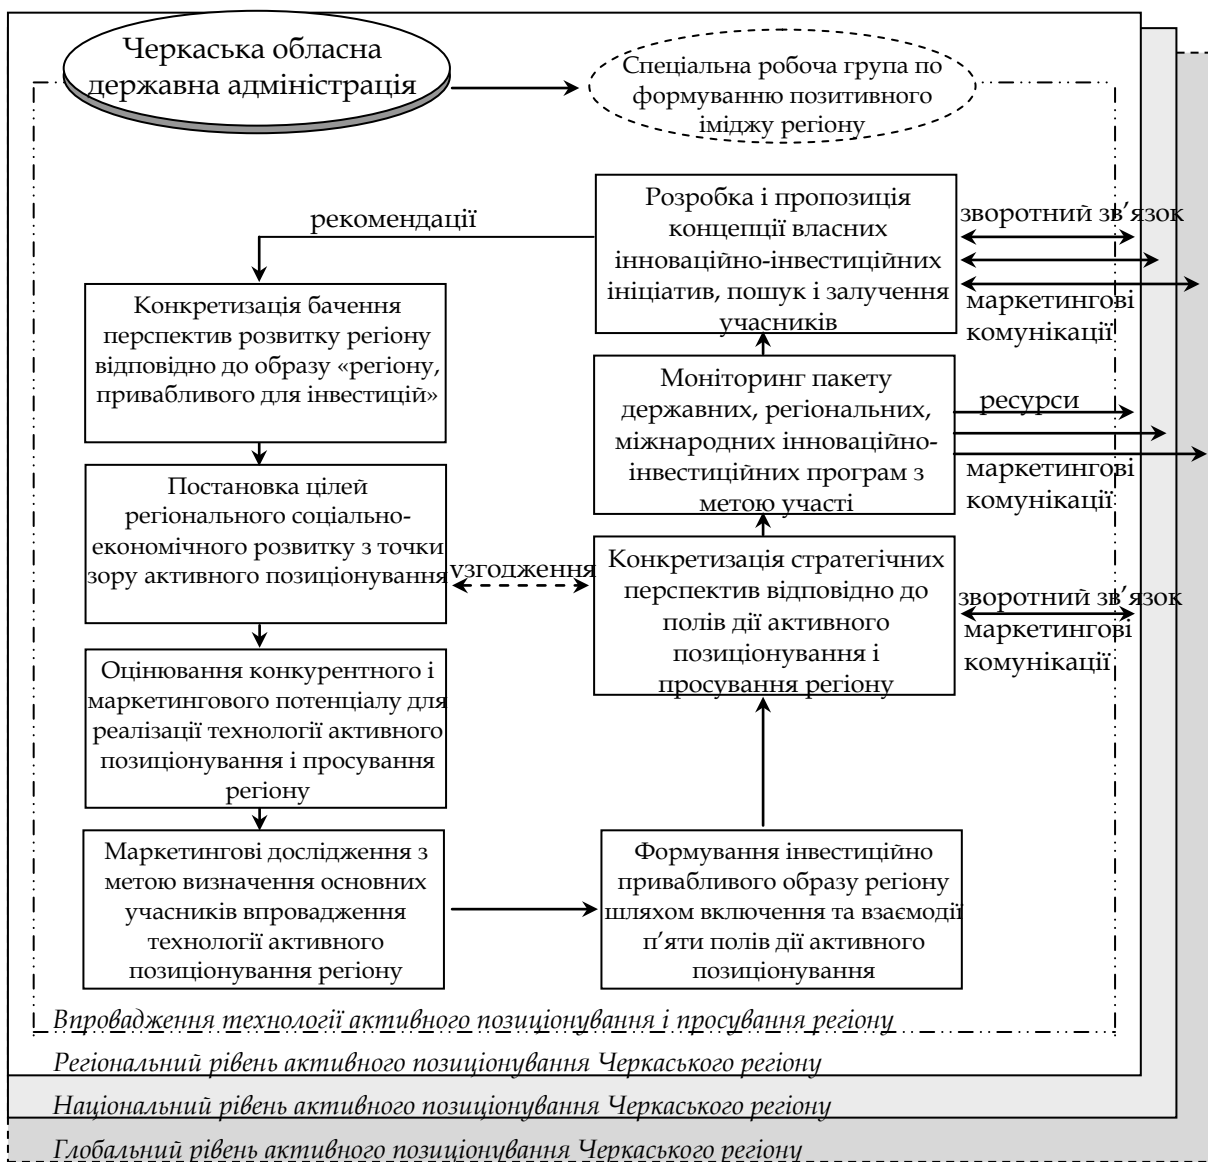 Черкаська обласна
державна адміністрація
Спеціальна робоча група по
формуванню позитивного
іміджу регіону
рекомендації
Розробка і пропозиція
концепції власних
інноваційно-інвестиційних
ініціатив, пошук і залучення
учасників
зворотний зв’язок
маркетингові
комунікації
Конкретизація бачення
перспектив розвитку регіону
відповідно до образу «регіону,
привабливого для інвестицій»
Моніторинг пакету
державних, регіональних,
міжнародних інноваційно-
інвестиційних програм з
метою участі
ресурси
маркетингові
комунікації
Постановка цілей
регіонального соціально-
економічного розвитку з точки
зору активного позиціонування
узгодження
Конкретизація стратегічних
перспектив відповідно до
полів дії активного
позиціонування і
просування регіону
зворотний зв’язок
маркетингові
комунікації
Оцінювання конкурентного і
маркетингового потенціалу для
реалізації технології активного
позиціонування і просування
регіону
Маркетингові дослідження з
метою визначення основних
учасників впровадження
технології активного
позиціонування регіону
Формування інвестиційно
привабливого образу регіону
шляхом включення та взаємодії
п’яти полів дії активного
позиціонування
Впровадження технології активного позиціонування і просування регіону
Регіональний рівень активного позиціонування Черкаського регіону
Національний рівень активного позиціонування Черкаського регіону
Глобальний рівень активного позиціонування Черкаського регіону